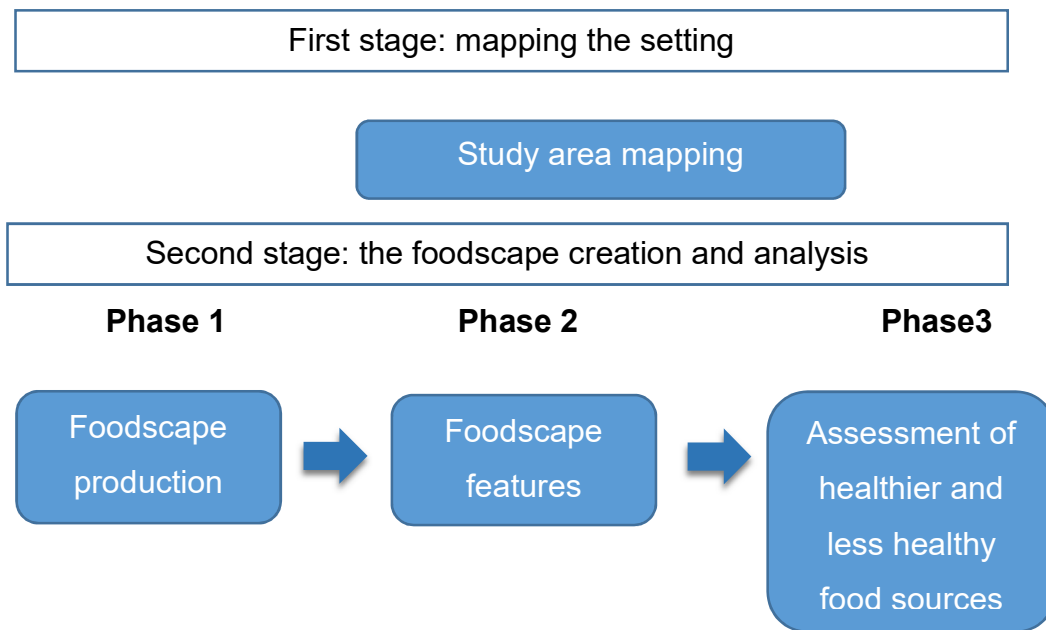 First stage: mapping the setting
Study area mapping
Second stage: the foodscape creation and analysis
Phase 1
Phase 2
Phase3
Foodscape
production
Foodscape
features
Assessment of
healthier and
less healthy
food sources